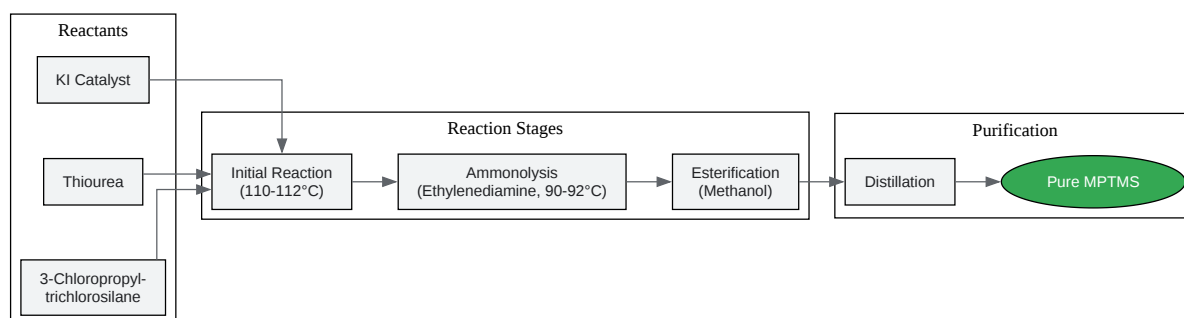 Reactants
KI Catalyst
Thiourea
3-Chloropropyl-
trichlorosilane
Reaction Stages
Initial Reaction
(110-112°C)
Ammonolysis
(Ethylenediamine, 90-92°C)
Esterification
(Methanol)
Purification
Distillation
Pure MPTMS